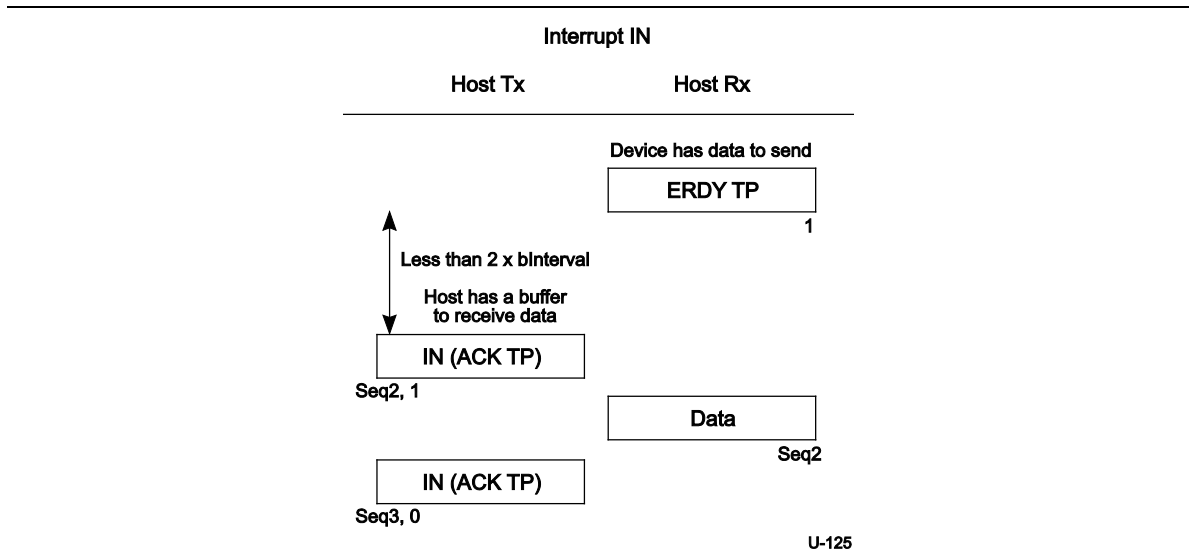 Interrupt IN
Host Tx
Host Rx
Device has data to send
ERDY TP
1
Less than 2 x bInterval
Host has a buffer
to receive data
IN (ACK TP)
Seq2, 1
Data
Seq2
IN (ACK TP)
Seq3, 0
U-125